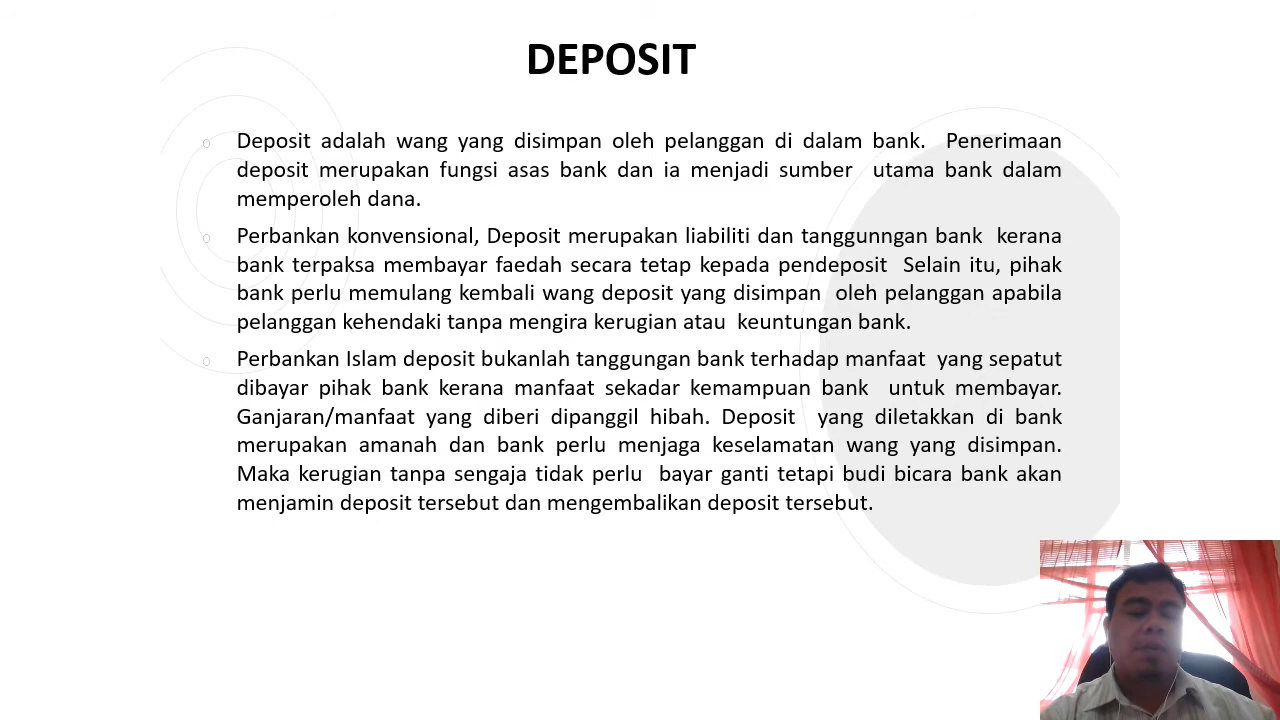 DEPOSIT
Deposit adalah wang yang disimpan oleh pelanggan di dalam bank. Penerimaan
deposit merupakan fungsi asas bank dan ia menjadi sumber utama bank dalam
memperoleh dana.
Perbankan konvensional, Deposit merupakan liabiliti dan tanggunngan bank kerana
bank terpaksa membayar faedah secara tetap kepada pendeposit Selain itu, pihak
bank perlu memulang kembali wang deposit yang disimpan oleh pelanggan apabila
pelanggan kehendaki tanpa mengira kerugian atau keuntungan bank.
Perbankan Islam deposit bukanlah tanggungan bank terhadap manfaat yang sepatut
dibayar pihak bank kerana manfaat sekadar kemampuan bank untuk membayar.
Ganjaran/manfaat yang diberi dipanggil hibah. Deposit yang diletakkan di bank
merupakan amanah dan bank perlu menjaga keselamatan wang yang disimpan.
Maka kerugian tanpa sengaja tidak perlu bayar ganti tetapi budi bicara bank akan
menjamin deposit tersebut dan mengembalikan deposit tersebut.